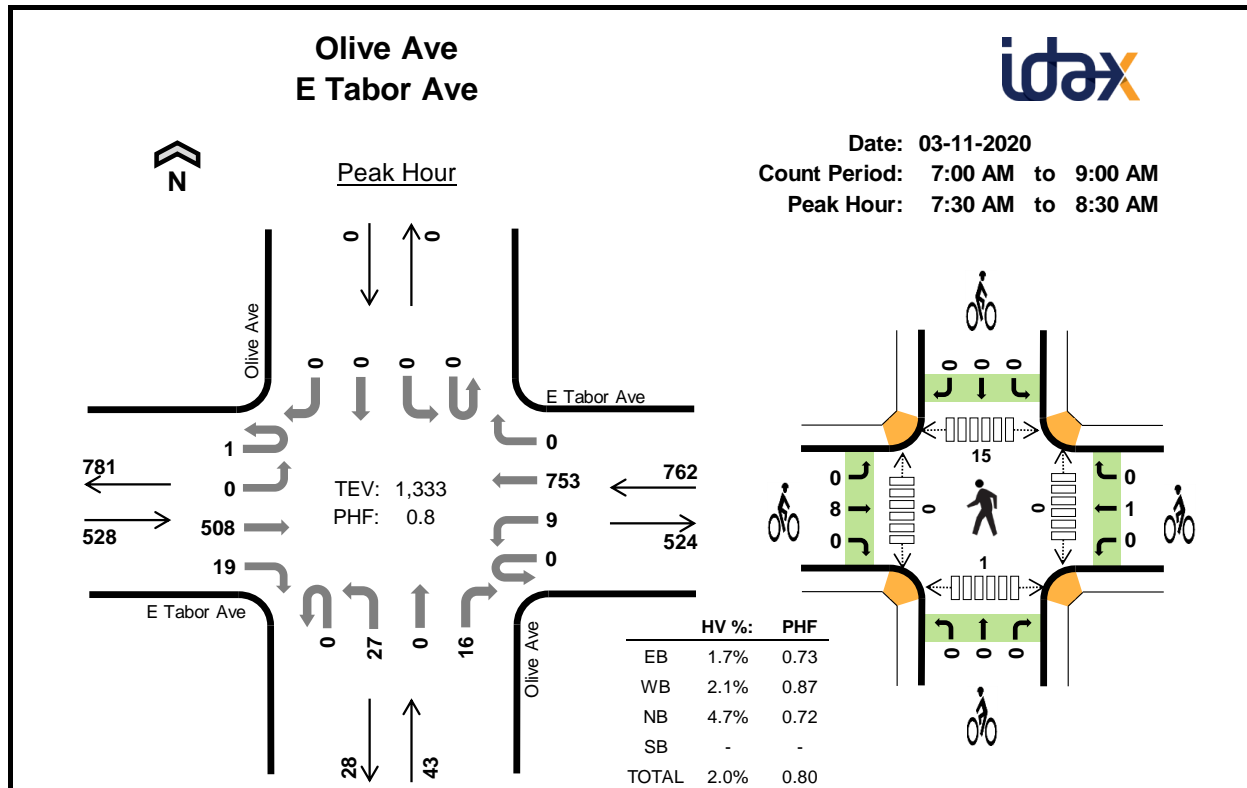 Olive Ave
E Tabor Ave
idax
Date: 03-11-2020
Count Period: 7:00 AM to 9:00 AM
Peak Hour: 7:30 AM to 8:30 AM
N
Peak Hour
0 0
Olive Ave
0 0 0 0
E Tabor Ave
1
0
508
19
781
528
TEV: 1,333
PHF: 0.8
0
753
9
0
762
524
E Tabor Ave
0 27 0 16
Olive Ave
28 43
0 0 0
15
0
8
0
0
0
0
1
0
1
0 0 0
HV %: PHF
EB 1.7% 0.73
WB 2.1% 0.87
NB 4.7% 0.72
SB - -
TOTAL 2.0% 0.80